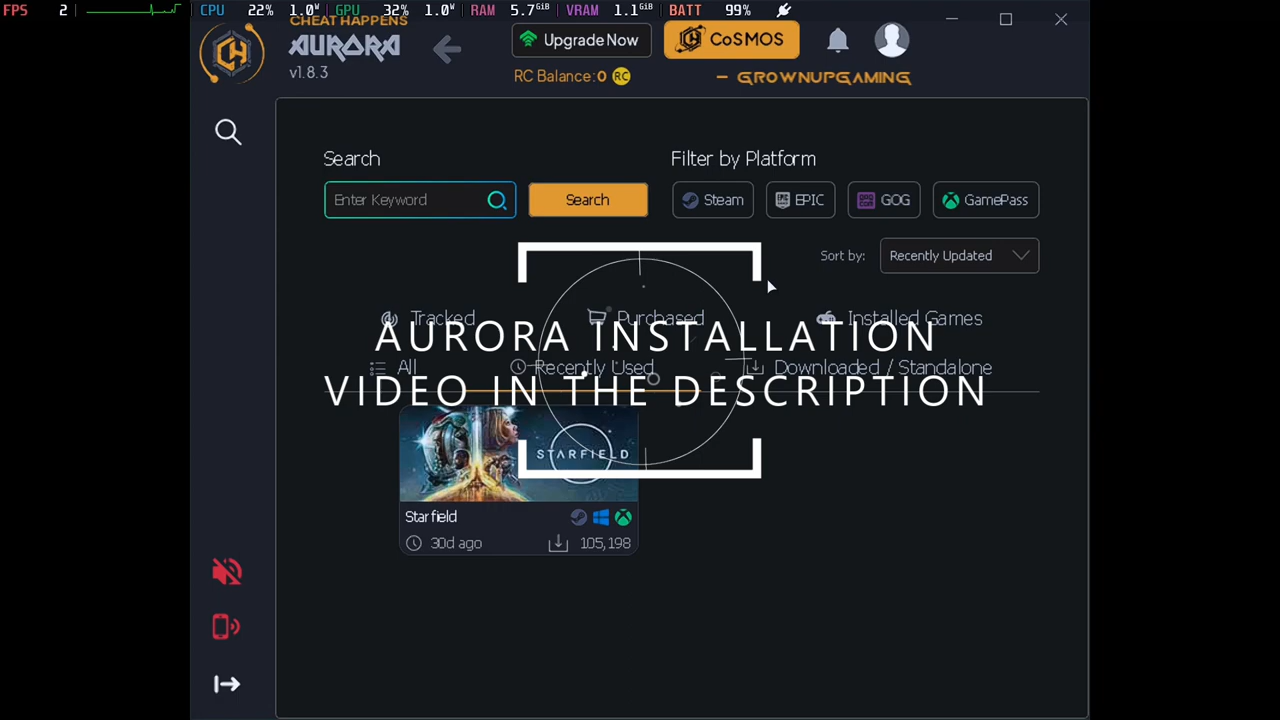 FPS 2 CPU 22% 1.0W GPU 32% 1.0W RAM 5.7GiB VRAM 1.1GiB BATT 99%
CHEAT HAPPENS
AURORA
v1.8.3
Upgrade Now
CoSMOS
RC Balance: 0 RC
GROWNUPGAMING
Search
Filter by Platform
Enter Keyword
Search
Steam
EPIC
GOG
GamePass
Sort by:
Recently Updated
Tracked
Purchased
Installed Games
AURORA INSTALLATION
All
Recently Used
Downloaded / Standalone
VIDEO IN THE DESCRIPTION
STARFIELD
Starfield
30d ago
105,198